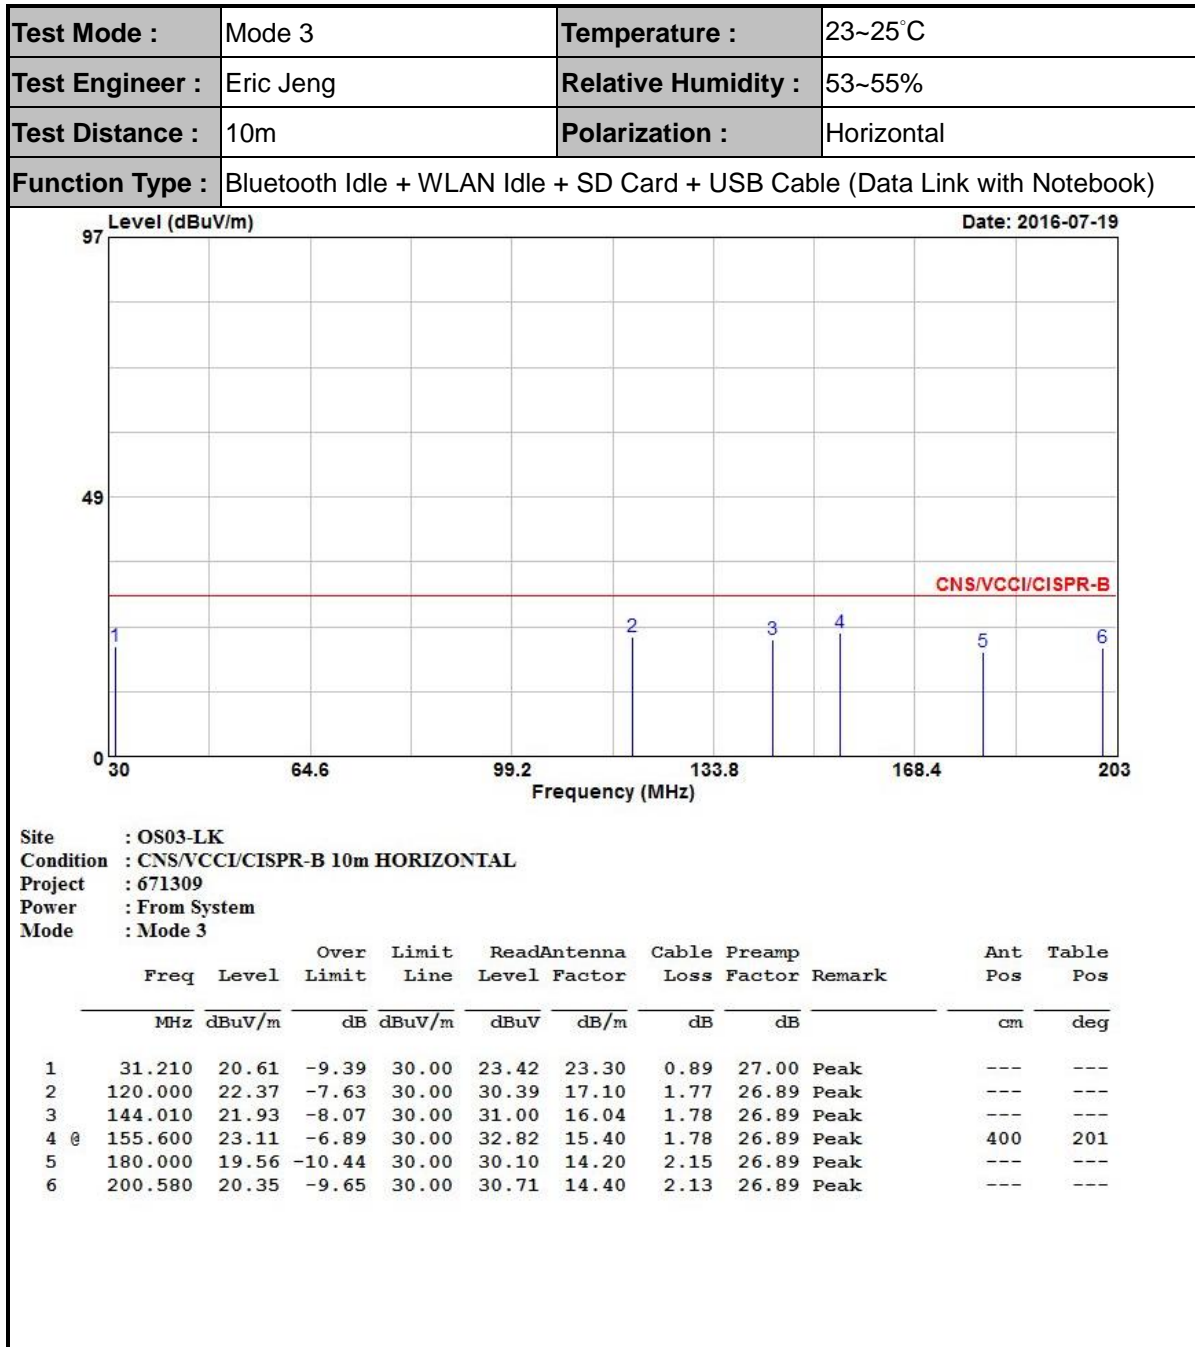 Test Mode : Mode 3 Temperature : 23~25°C
Test Engineer : Eric Jeng Relative Humidity : 53~55%
Test Distance : 10m Polarization : Horizontal
Function Type : Bluetooth Idle + WLAN Idle + SD Card + USB Cable (Data Link with Notebook)
Level (dBuV/m) Date: 2016-07-19
97
49
CNS/VCCI/CISPR-B
1 2 3 4 5 6
0
30 64.6 99.2 133.8 168.4 203
Frequency (MHz)
Site : OS03-LK
Condition : CNS/VCCI/CISPR-B 10m HORIZONTAL
Project : 671309
Power : From System
Mode : Mode 3
Over Limit ReadAntenna Cable Preamp Ant Table
Freq Level Limit Line Level Factor Loss Factor Remark Pos Pos
MHz dBuV/m dB dBuV/m dBuV dB/m dB dB cm deg
1 31.210 20.61 -9.39 30.00 23.42 23.30 0.89 27.00 Peak --- ---
2 120.000 22.37 -7.63 30.00 30.39 17.10 1.77 26.89 Peak --- ---
3 144.010 21.93 -8.07 30.00 31.00 16.04 1.78 26.89 Peak --- ---
4 @ 155.600 23.11 -6.89 30.00 32.82 15.40 1.78 26.89 Peak 400 201
5 180.000 19.56 -10.44 30.00 30.10 14.20 2.15 26.89 Peak --- ---
6 200.580 20.35 -9.65 30.00 30.71 14.40 2.13 26.89 Peak --- ---